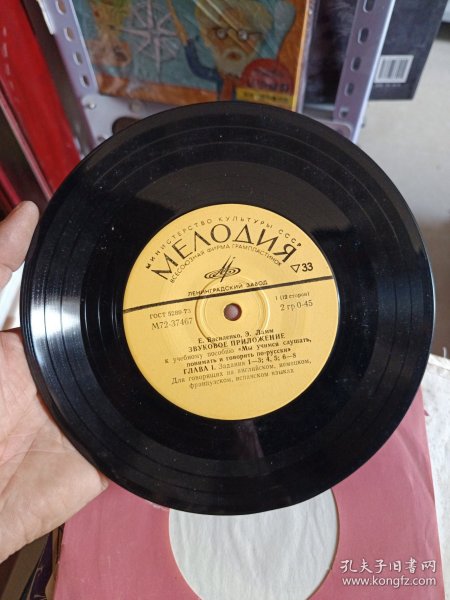 МИНИСТЕРСТВО КУЛЬТУРЫ СССР
МЕЛОДИЯ
ВСЕСОЮЗНАЯ ФИРМА ГРАМПЛАСТИНОК
▽33
ЛЕНИНГРАДСКИЙ ЗАВОД
ГОСТ 5289-73
М72-37467
1 (12 сторон)
2 гр 0-45
Е. Василенко, Э. Ламм
ЗВУКОВОЕ ПРИЛОЖЕНИЕ
к учебному пособию «Мы учимся слушать,
понимать и говорить по-русски»
ГЛАВА I. Задания 1—3; 4, 5; 6—8
Для говорящих на английском, немецком,
французском, испанском языках
孔夫子旧书网
www.kongfz.com